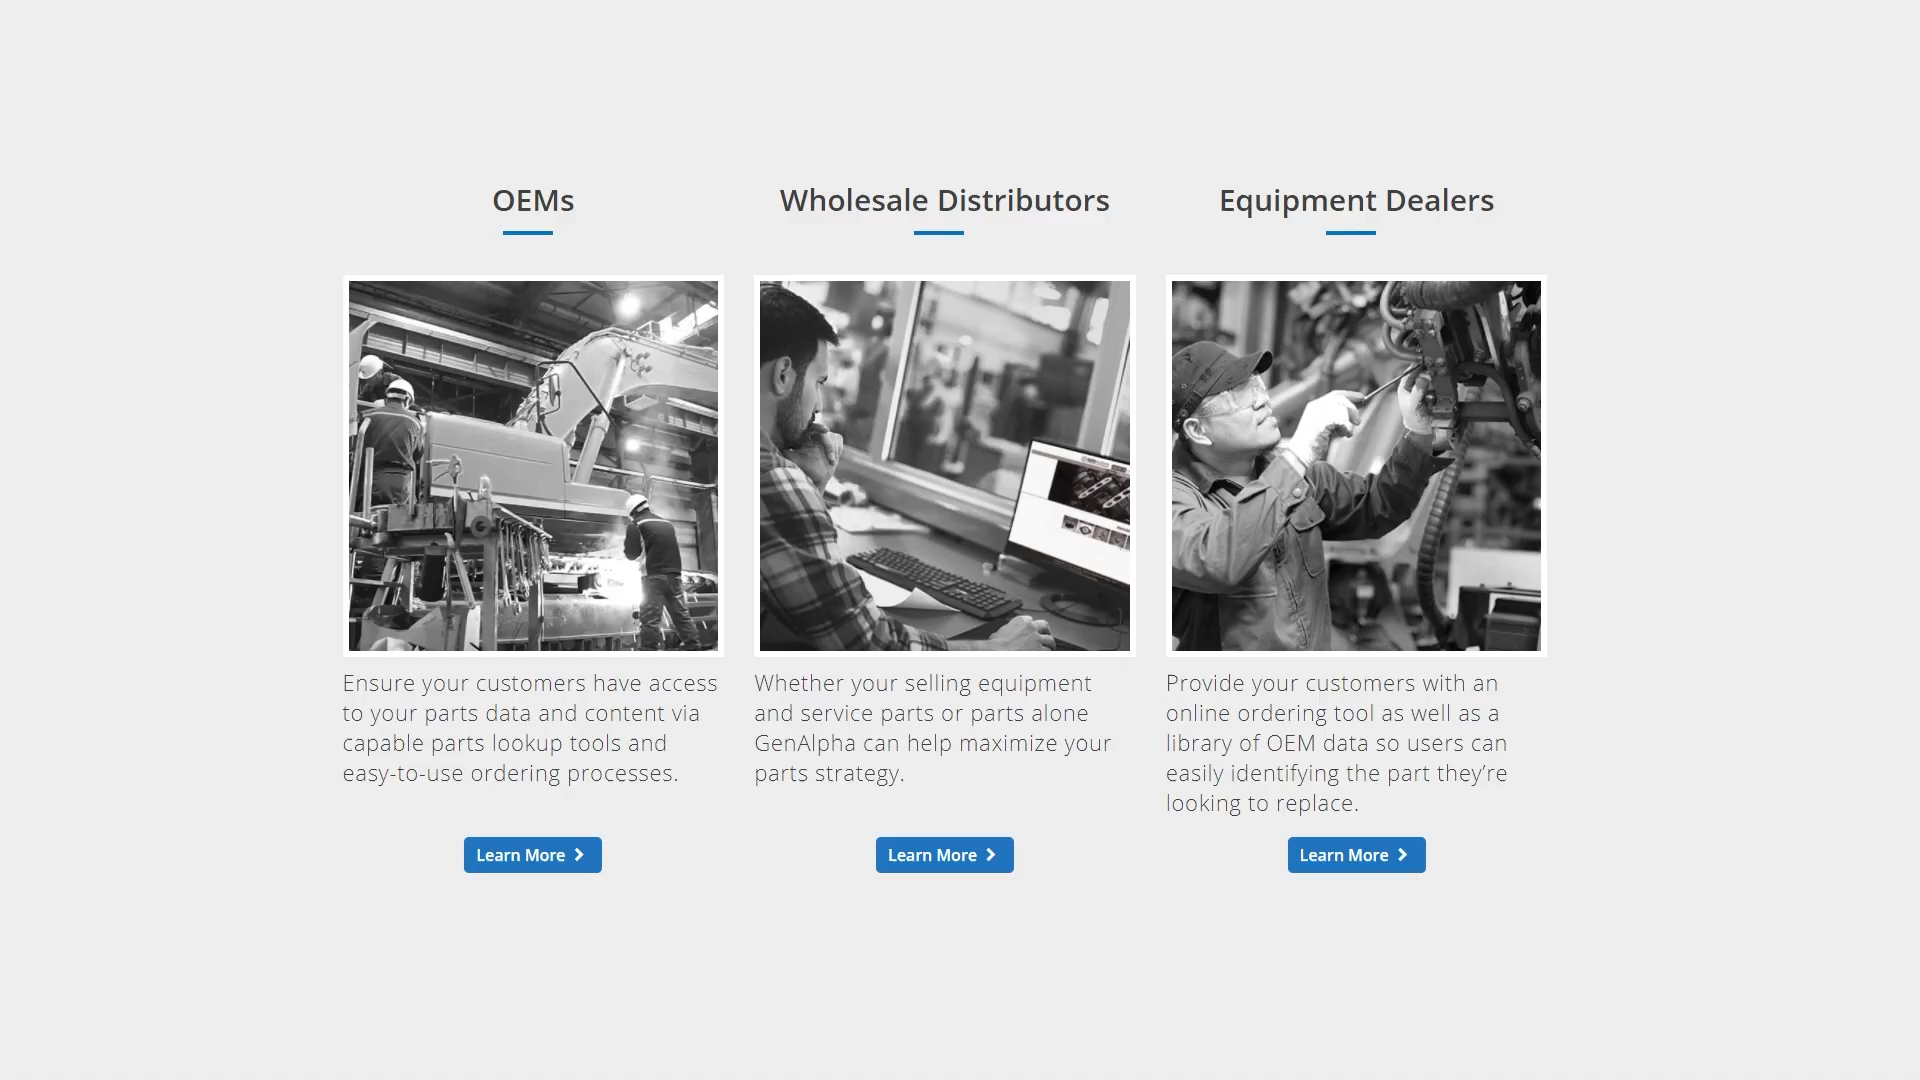 OEMs
Wholesale Distributors
Equipment Dealers
Ensure your customers have access
to your parts data and content via
capable parts lookup tools and
easy-to-use ordering processes.
Whether your selling equipment
and service parts or parts alone
GenAlpha can help maximize your
parts strategy.
Provide your customers with an
online ordering tool as well as a
library of OEM data so users can
easily identifying the part they’re
looking to replace.
Learn More
Learn More
Learn More